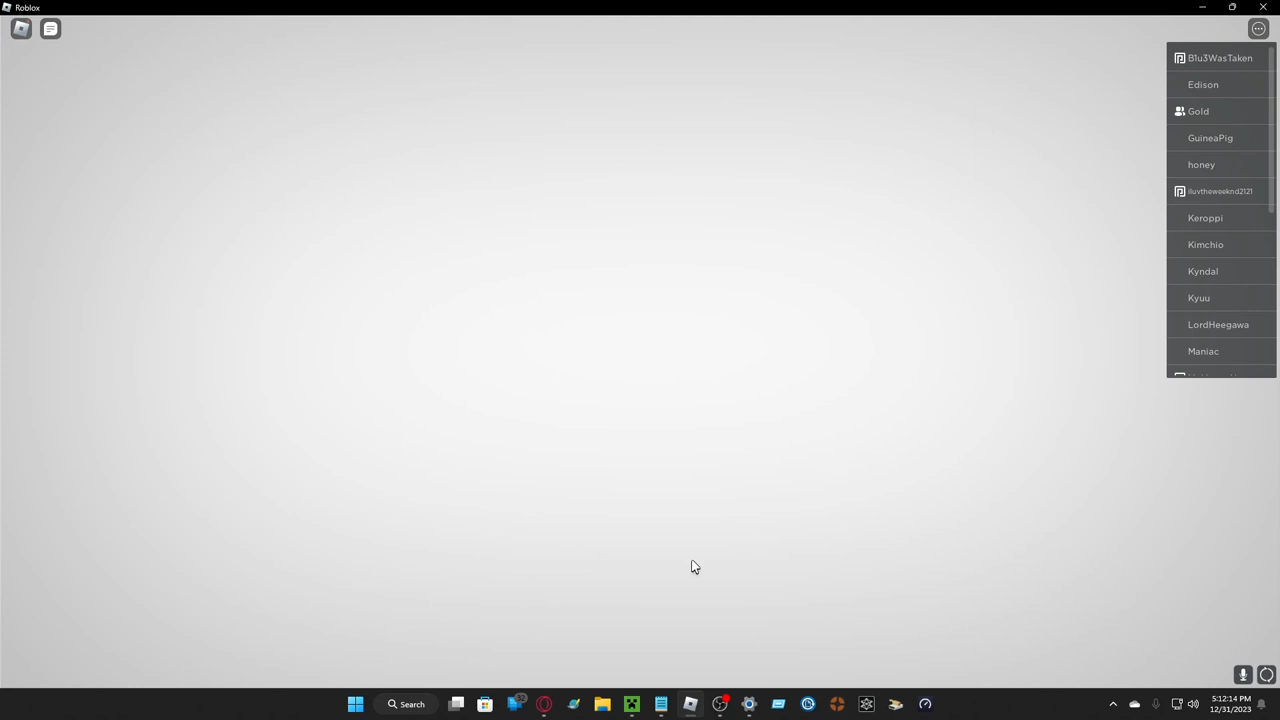 Roblox
B1u3WasTaken
Edison
Gold
GuineaPig
honey
iluvtheweeknd2121
Keroppi
Kimchio
Kyndal
Kyuu
LordHeegawa
Maniac
Search
5:12:14 PM
12/31/2023